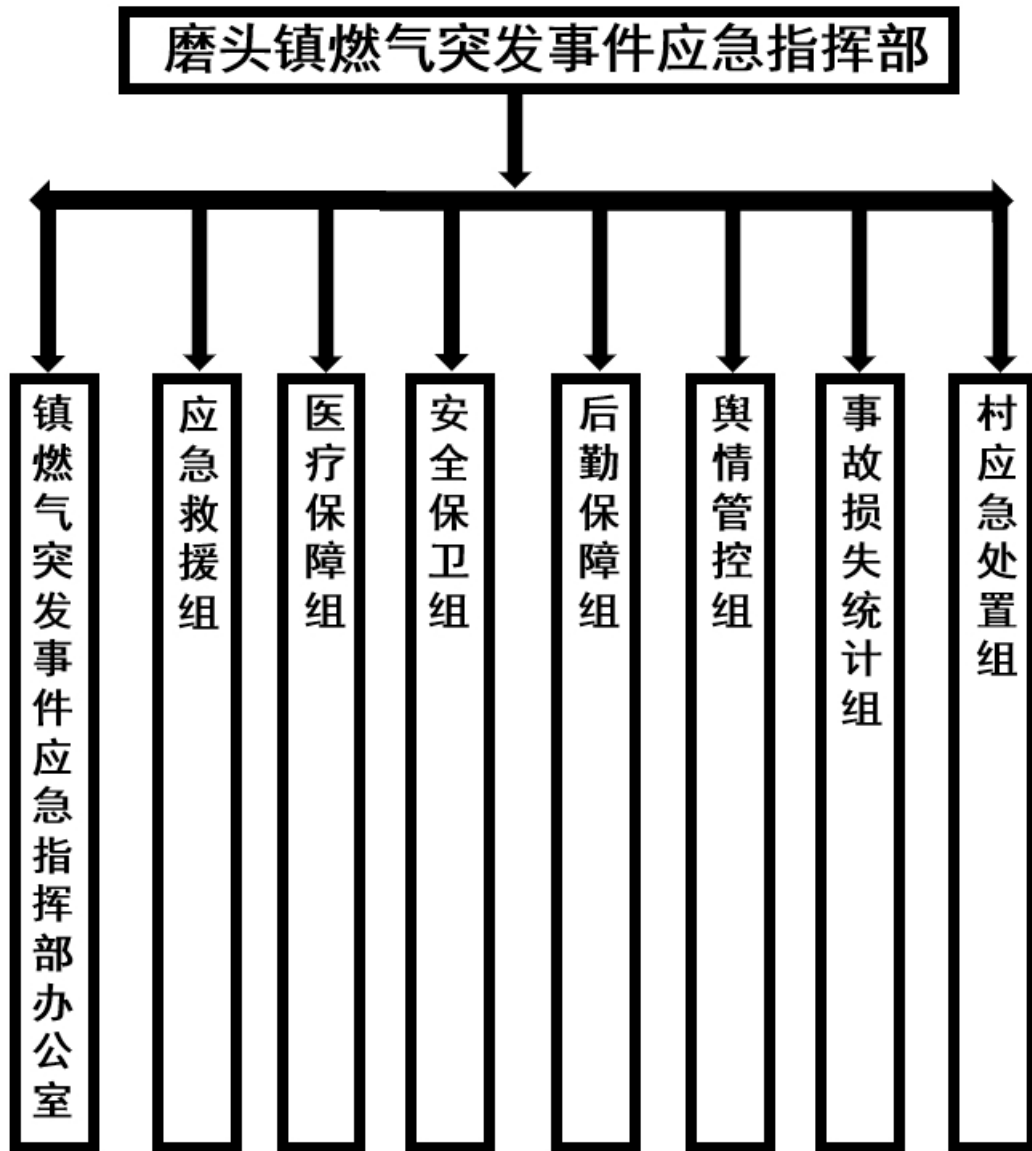 磨头镇燃气突发事件应急指挥部
镇燃气突发事件应急指挥部办公室
应急救援组
医疗保障组
安全保卫组
后勤保障组
舆情管控组
事故损失统计组
村应急处置组